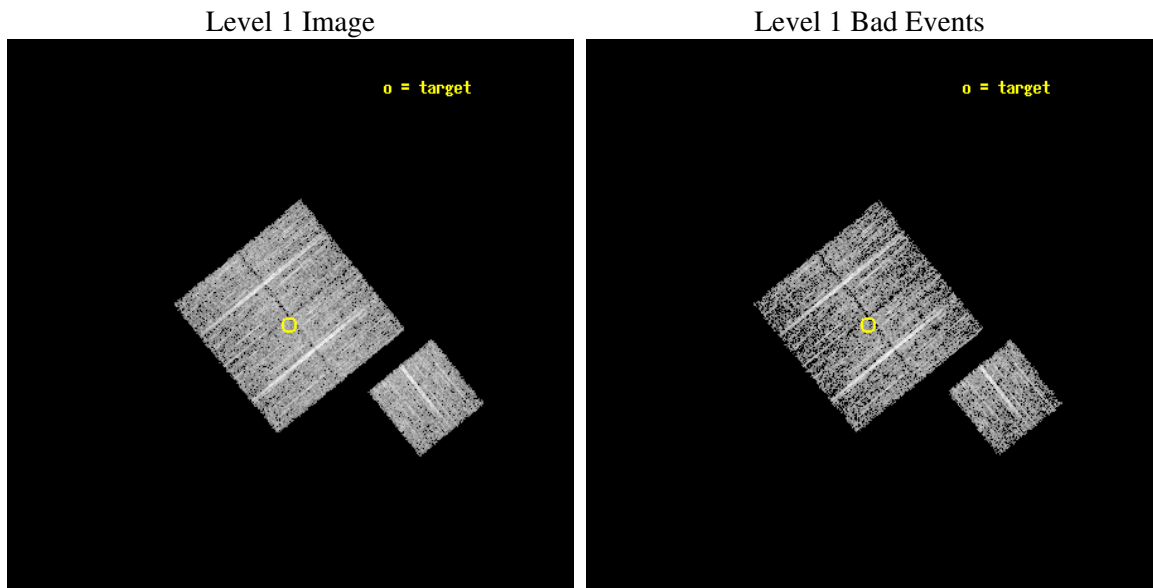 Level 1 Image
Level 1 Bad Events
o = target
o = target